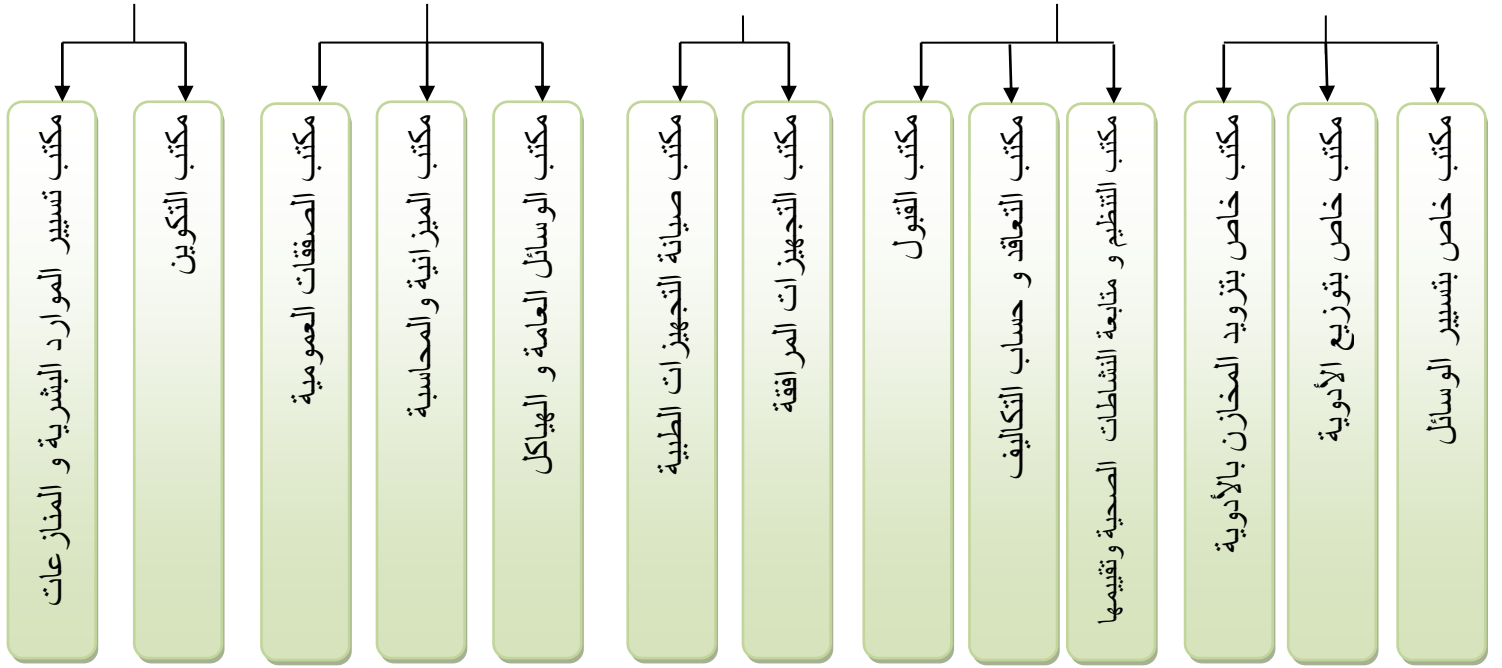 مكتب خاص بتسيير الوسائل
مكتب خاص بتوزيع الأدوية
مكتب خاص بتزويد المخازن بالأدوية
مكتب التنظيم و متابعة النشاطات الصحية وتقييمها
مكتب التعاقد و حساب التكاليف
مكتب القبول
مكتب التجهيزات المرافقة
مكتب صيانة التجهيزات الطبية
مكتب الوسائل العامة و الهياكل
مكتب الميزانية والمحاسبة
مكتب الصفقات العمومية
مكتب التكوين
مكتب تسيير الموارد البشرية و المنازعات